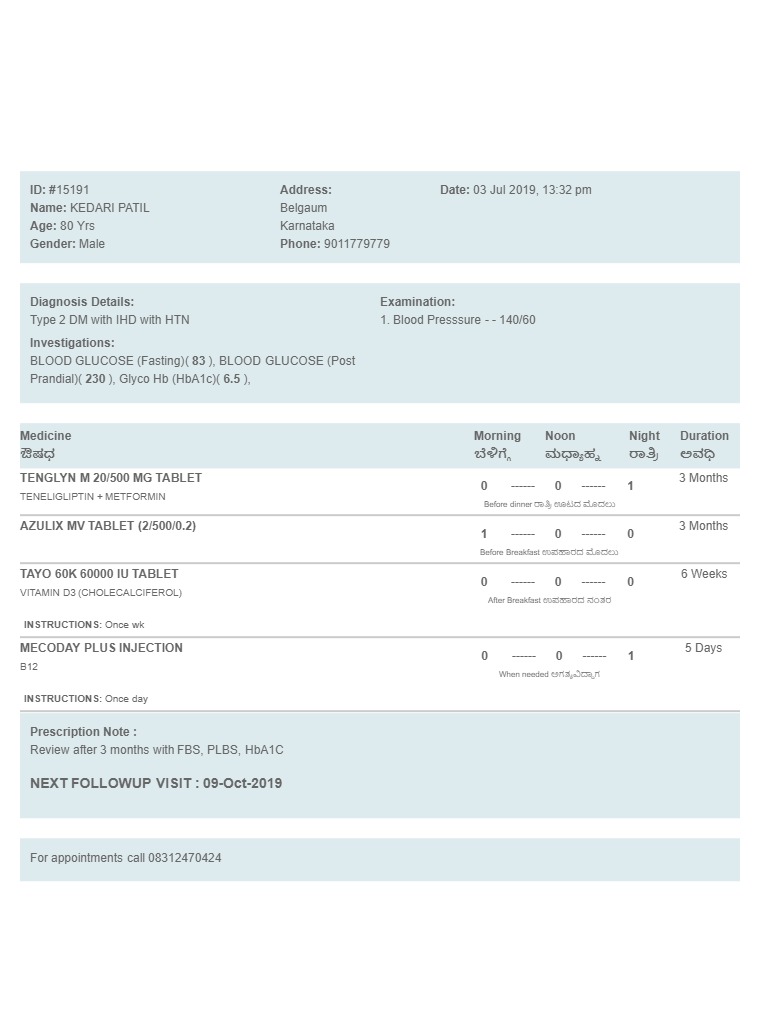 ID: #15191
Name: KEDARI PATIL
Age: 80 Yrs
Gender: Male
Address:
Belgaum
Karnataka
Phone: 9011779779
Date: 03 Jul 2019, 13:32 pm
Diagnosis Details:
Type 2 DM with IHD with HTN
Investigations:
BLOOD GLUCOSE (Fasting)( 83 ), BLOOD GLUCOSE (Post
Prandial)( 230 ), Glyco Hb (HbA1c)( 6.5 ),
Examination:
1. Blood Presssure - - 140/60
Medicine Morning Noon Night Duration
ಔಷಧ ಬೆಳಿಗ್ಗೆ ಮಧ್ಯಾಹ್ನ ರಾತ್ರಿ ಅವಧಿ
TENGLYN M 20/500 MG TABLET 0 ------ 0 ------ 1 3 Months
TENELIGLIPTIN + METFORMIN
Before dinner ರಾತ್ರಿ ಊಟದ ಮೊದಲು
AZULIX MV TABLET (2/500/0.2) 1 ------ 0 ------ 0 3 Months
Before Breakfast ಉಪಹಾರದ ಮೊದಲು
TAYO 60K 60000 IU TABLET 0 ------ 0 ------ 0 6 Weeks
VITAMIN D3 (CHOLECALCIFEROL)
After Breakfast ಉಪಹಾರದ ನಂತರ
INSTRUCTIONS: Once wk
MECODAY PLUS INJECTION 0 ------ 0 ------ 1 5 Days
B12
When needed ಅಗತ್ಯವಿದ್ದಾಗ
INSTRUCTIONS: Once day
Prescription Note :
Review after 3 months with FBS, PLBS, HbA1C
NEXT FOLLOWUP VISIT : 09-Oct-2019
For appointments call 08312470424